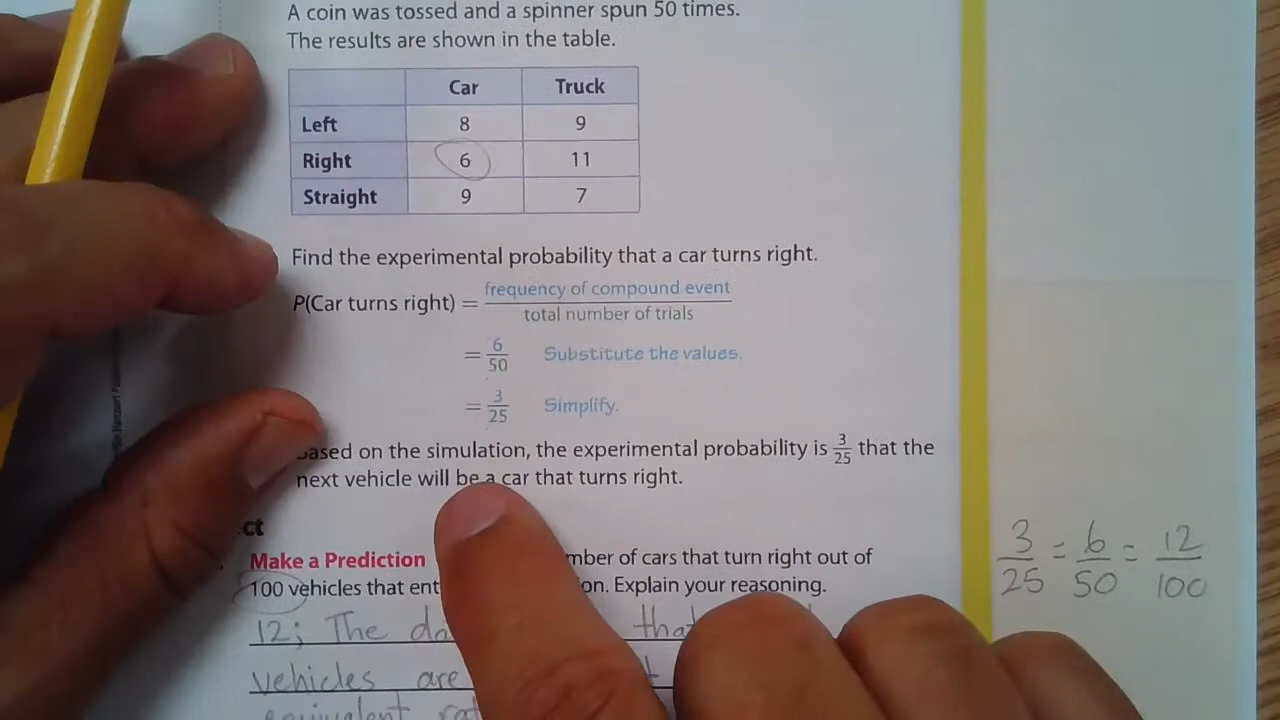 A coin was tossed and a spinner spun 50 times.
The results are shown in the table.
Car Truck
Left 8 9
Right 6 11
Straight 9 7
Find the experimental probability that a car turns right.
P(Car turns right) = frequency of compound event / total number of trials
= 6/50 Substitute the values.
= 3/25 Simplify.
ased on the simulation, the experimental probability is 3/25 that the
next vehicle will be a car that turns right.
ct
Make a Prediction mber of cars that turn right out of
100 vehicles that ent on. Explain your reasoning.
3/25 = 6/50 = 12/100
12; The da that
vehicles are
equivalent rat